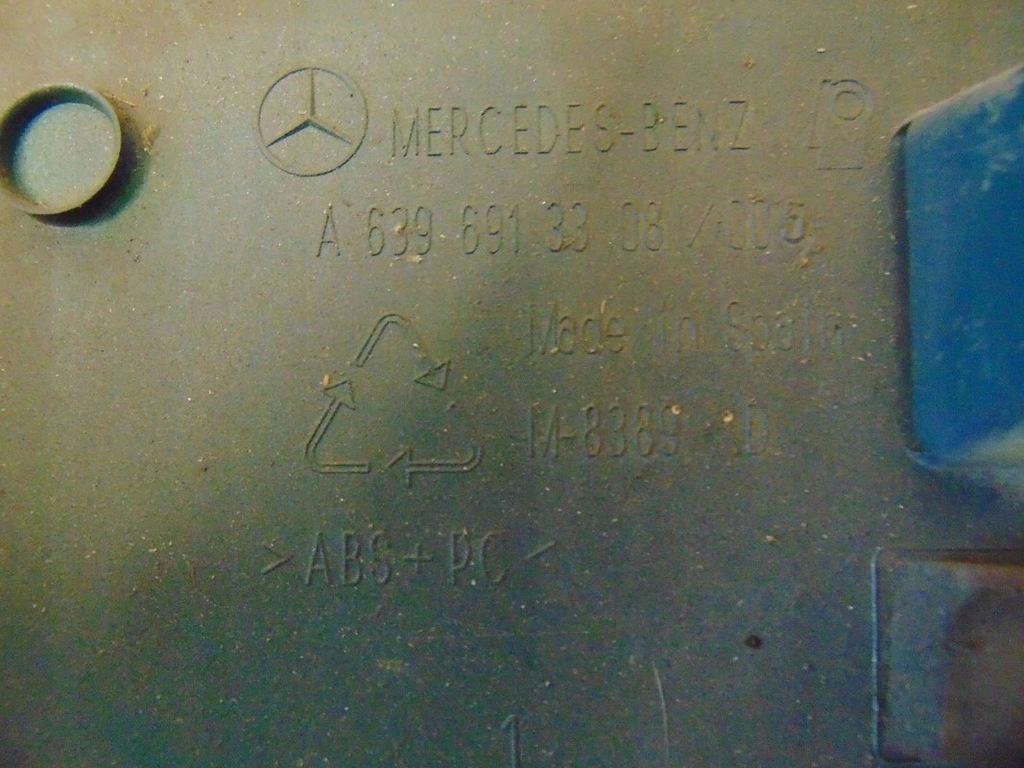 MERCEDES-BENZ
A 639 691 33 08 / 005
Made in Spain
M-8389 .D
> ABS + PC <
1